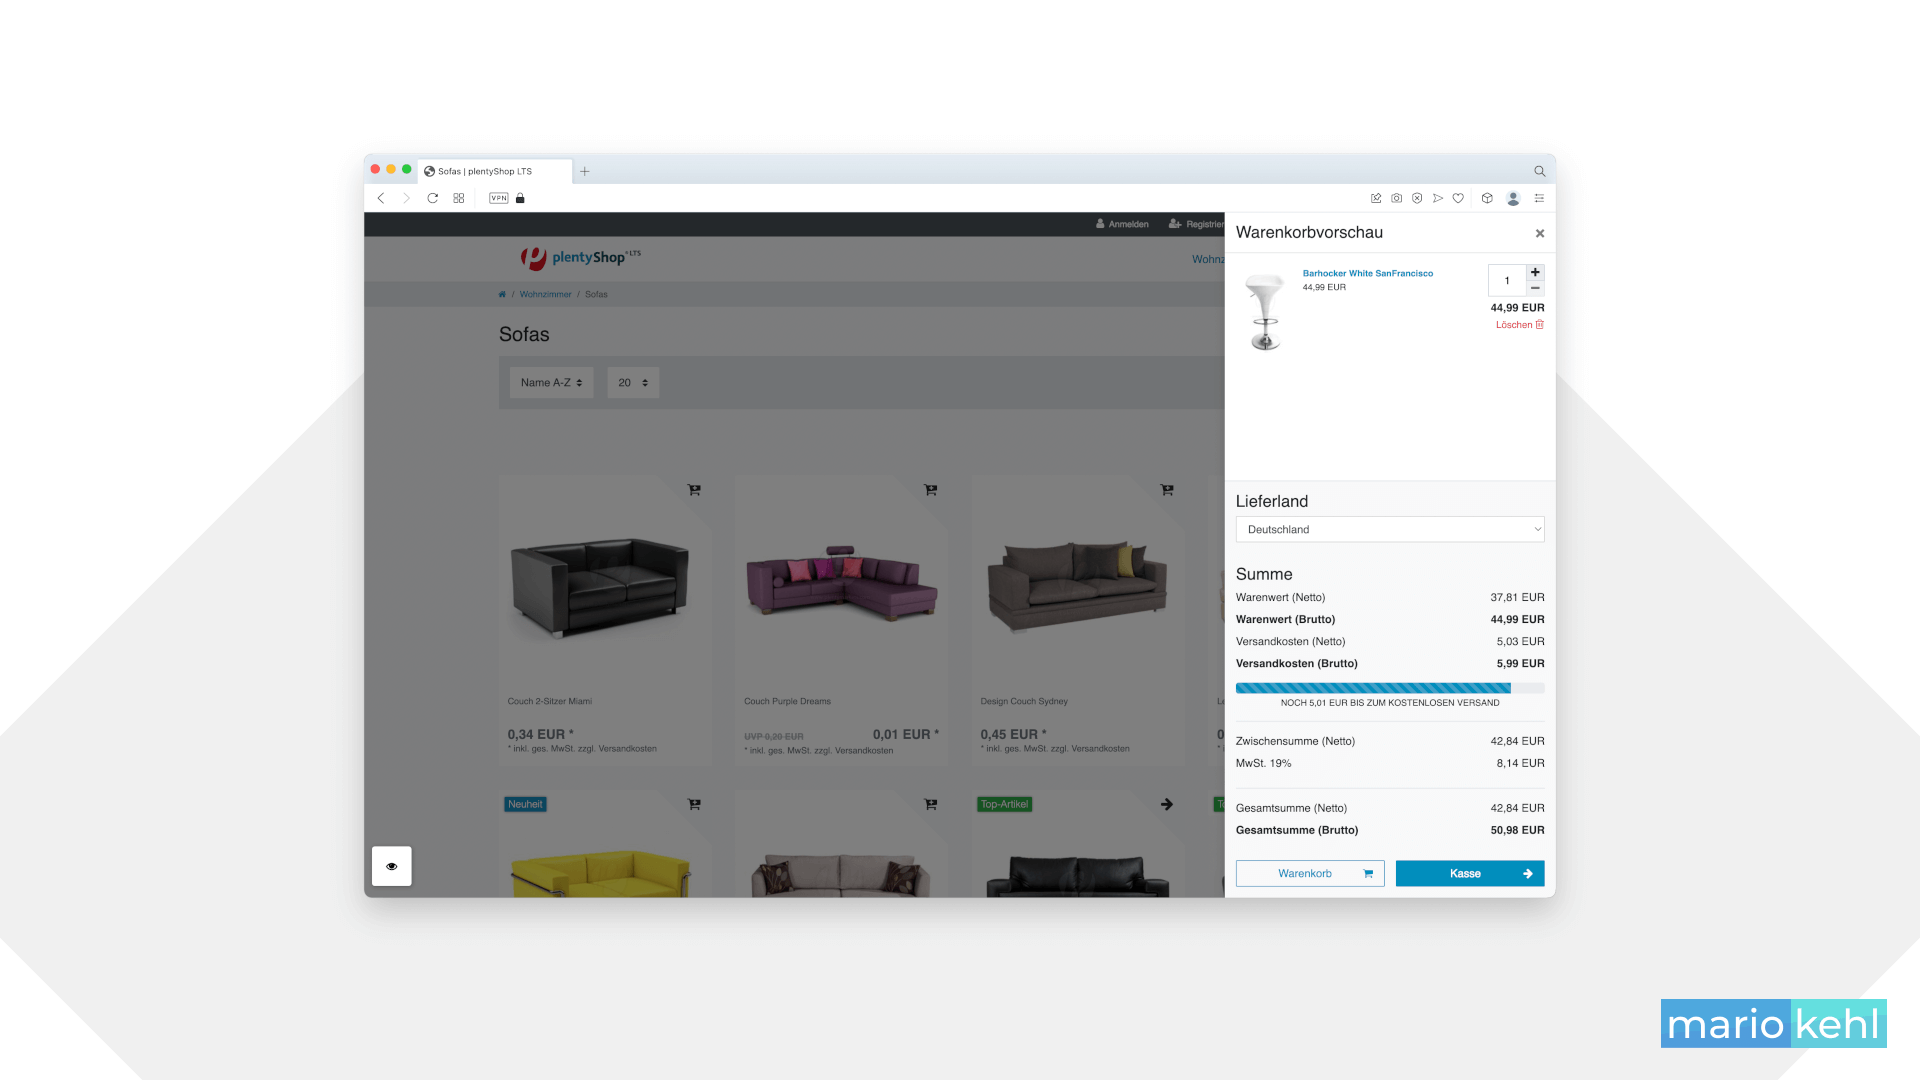 Sofas | plentyShop LTS
VPN
Anmelden
Registrier
plentyShop LTS
Wohnz
/ Wohnzimmer / Sofas
Sofas
Name A-Z
20
Couch 2-Sitzer Miami
0,34 EUR *
* inkl. ges. MwSt. zzgl. Versandkosten
Couch Purple Dreams
UVP 0,20 EUR
0,01 EUR *
* inkl. ges. MwSt. zzgl. Versandkosten
Design Couch Sydney
0,45 EUR *
* inkl. ges. MwSt. zzgl. Versandkosten
Neuheit
Top-Artikel
Warenkorbvorschau
Barhocker White SanFrancisco
44,99 EUR
1
44,99 EUR
Löschen
Lieferland
Deutschland
Summe
Warenwert (Netto) 37,81 EUR
Warenwert (Brutto) 44,99 EUR
Versandkosten (Netto) 5,03 EUR
Versandkosten (Brutto) 5,99 EUR
NOCH 5,01 EUR BIS ZUM KOSTENLOSEN VERSAND
Zwischensumme (Netto) 42,84 EUR
MwSt. 19% 8,14 EUR
Gesamtsumme (Netto) 42,84 EUR
Gesamtsumme (Brutto) 50,98 EUR
Warenkorb
Kasse
mario kehl